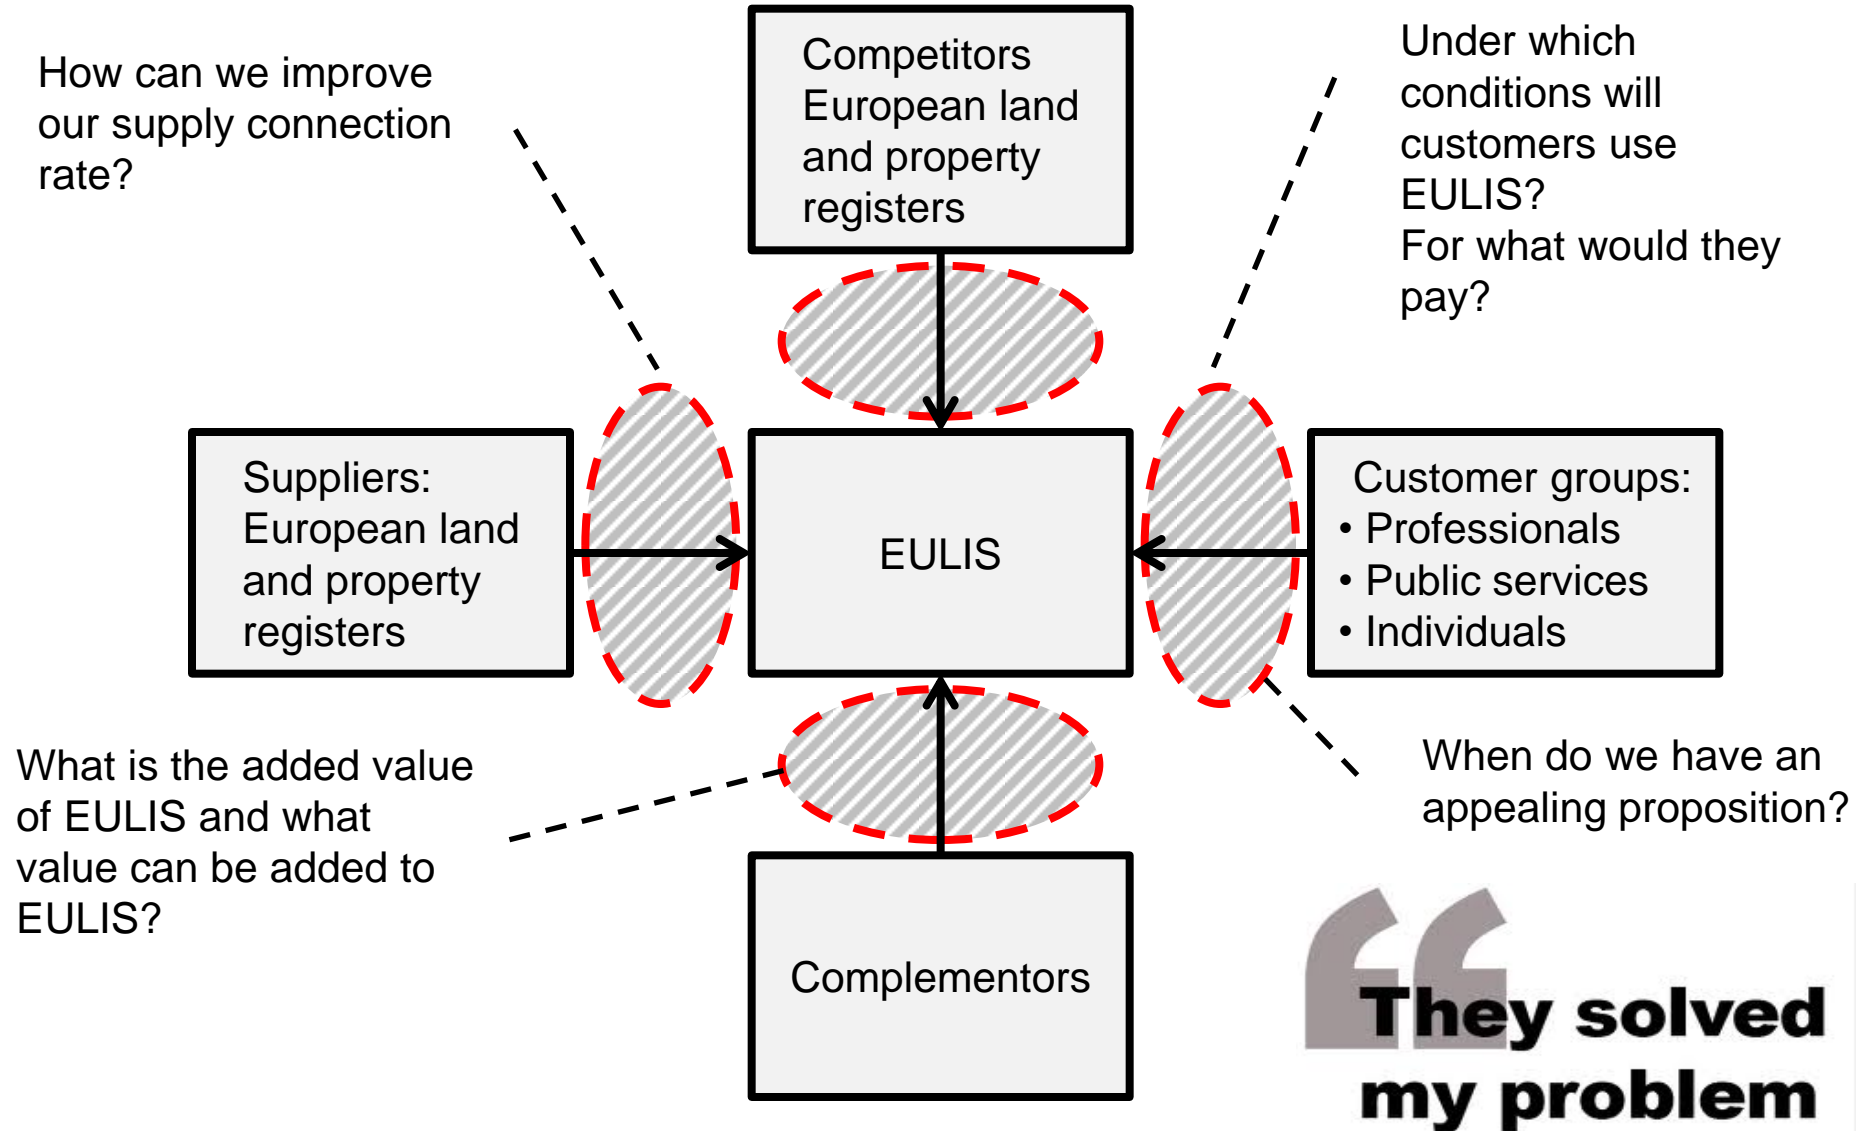 How can we improve
our supply connection
rate?
Competitors
European land
and property
registers
Under which
conditions will
customers use
EULIS?
For what would they
pay?
Suppliers:
European land
and property
registers
EULIS
Customer groups:
• Professionals
• Public services
• Individuals
What is the added value
of EULIS and what
value can be added to
EULIS?
When do we have an
appealing proposition?
Complementors
“They solved
my problem